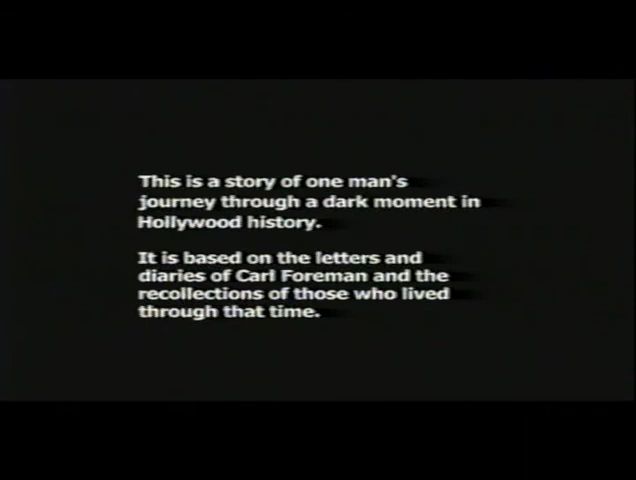 This is a story of one man's
journey through a dark moment in
Hollywood history.
It is based on the letters and
diaries of Carl Foreman and the
recollections of those who lived
through that time.